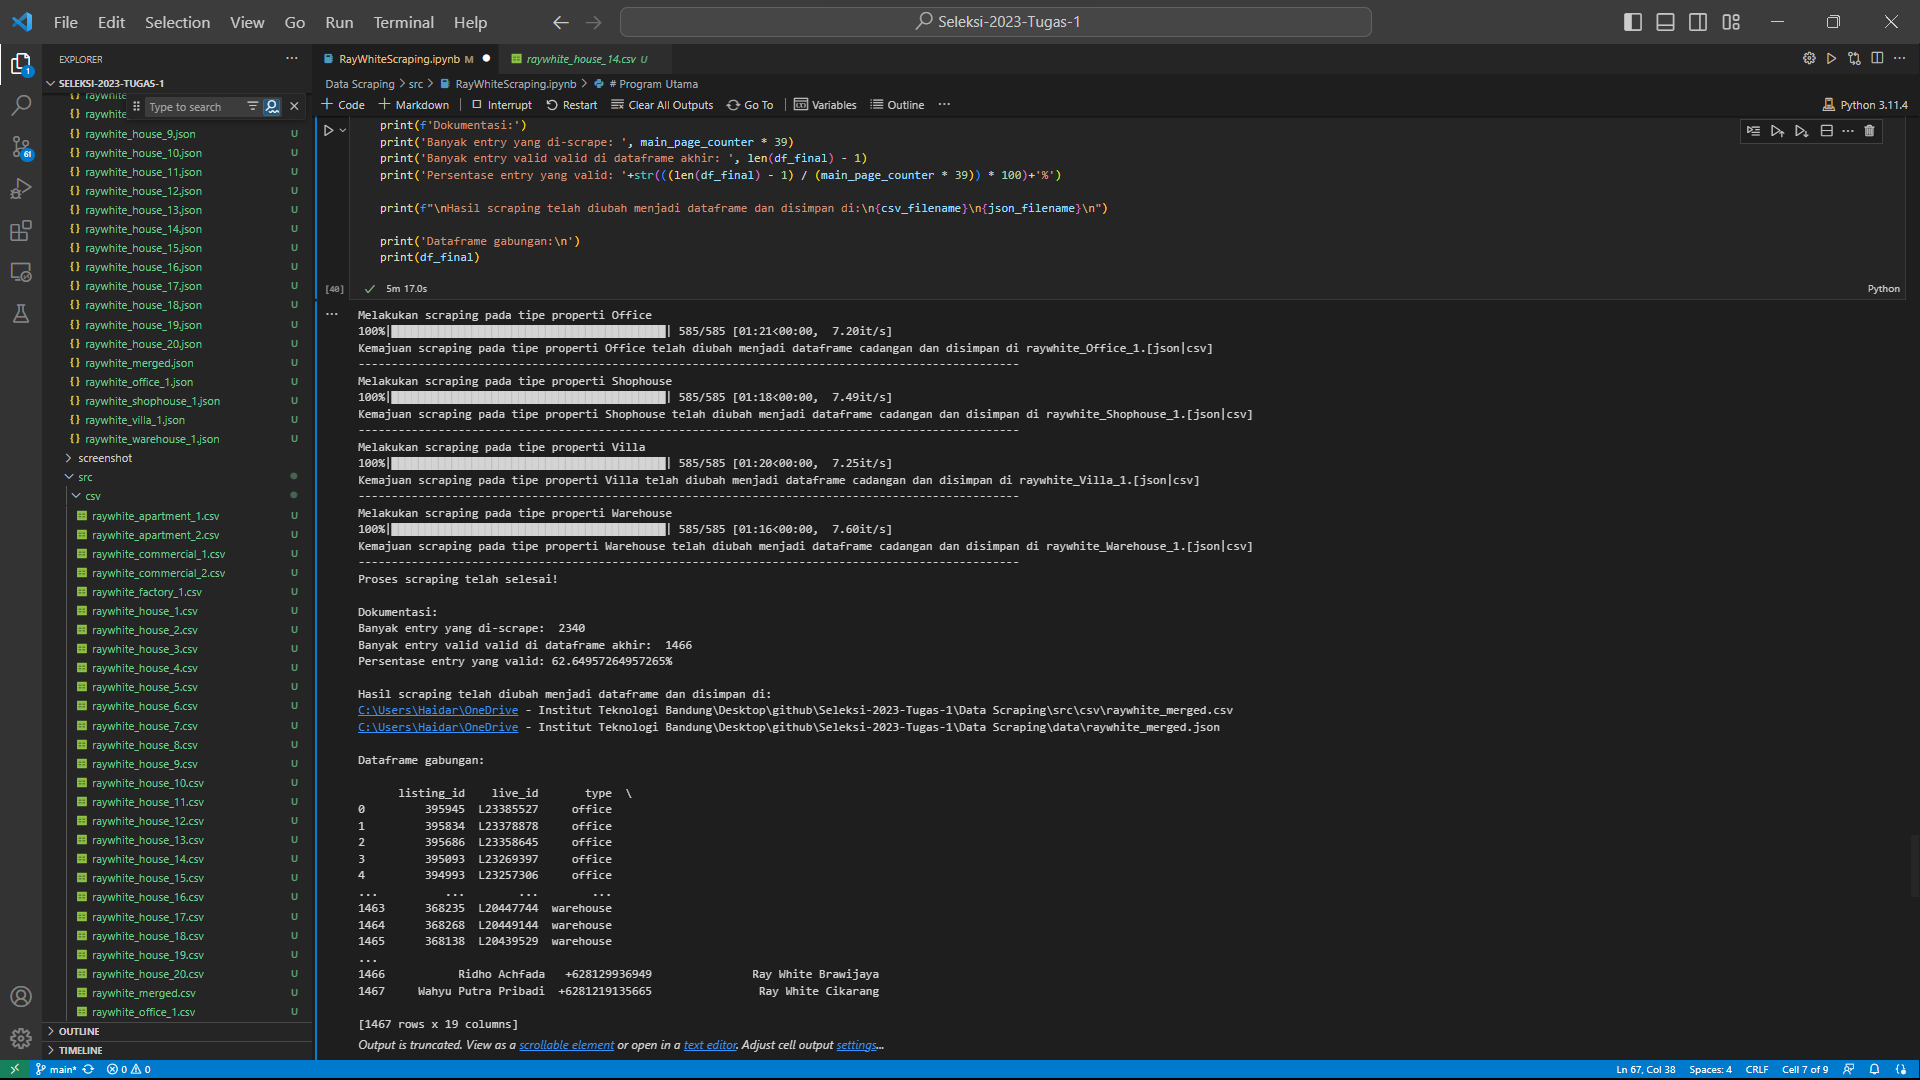 File Edit Selection View Go Run Terminal Help
Seleksi-2023-Tugas-1
EXPLORER
SELEKSI-2023-TUGAS-1
Type to search
raywhite_house_9.json U
raywhite_house_10.json U
raywhite_house_11.json U
raywhite_house_12.json U
raywhite_house_13.json U
raywhite_house_14.json U
raywhite_house_15.json U
raywhite_house_16.json U
raywhite_house_17.json U
raywhite_house_18.json U
raywhite_house_19.json U
raywhite_house_20.json U
raywhite_merged.json U
raywhite_office_1.json U
raywhite_shophouse_1.json U
raywhite_villa_1.json U
raywhite_warehouse_1.json U
screenshot
src
csv
raywhite_apartment_1.csv U
raywhite_apartment_2.csv U
raywhite_commercial_1.csv U
raywhite_commercial_2.csv U
raywhite_factory_1.csv U
raywhite_house_1.csv U
raywhite_house_2.csv U
raywhite_house_3.csv U
raywhite_house_4.csv U
raywhite_house_5.csv U
raywhite_house_6.csv U
raywhite_house_7.csv U
raywhite_house_8.csv U
raywhite_house_9.csv U
raywhite_house_10.csv U
raywhite_house_11.csv U
raywhite_house_12.csv U
raywhite_house_13.csv U
raywhite_house_14.csv U
raywhite_house_15.csv U
raywhite_house_16.csv U
raywhite_house_17.csv U
raywhite_house_18.csv U
raywhite_house_19.csv U
raywhite_house_20.csv U
raywhite_merged.csv U
raywhite_office_1.csv U
OUTLINE
TIMELINE
RayWhiteScraping.ipynb M
raywhite_house_14.csv U
Data Scraping > src > RayWhiteScraping.ipynb > # Program Utama
Code Markdown Interrupt Restart Clear All Outputs Go To Variables Outline ... Python 3.11.4
print(f'Dokumentasi:')
print('Banyak entry yang di-scrape: ', main_page_counter * 39)
print('Banyak entry valid valid di dataframe akhir: ', len(df_final) - 1)
print('Persentase entry yang valid: '+str(((len(df_final) - 1) / (main_page_counter * 39)) * 100)+'%')
print(f"\nHasil scraping telah diubah menjadi dataframe dan disimpan di:\n{csv_filename}\n{json_filename}\n")
print('Dataframe gabungan:\n')
print(df_final)
[40] 5m 17.0s Python
Melakukan scraping pada tipe properti Office
100%| | 585/585 [01:21<00:00, 7.20it/s]
Kemajuan scraping pada tipe properti Office telah diubah menjadi dataframe cadangan dan disimpan di raywhite_Office_1.[json|csv]
---------------------------------------------------------------------------------------------------
Melakukan scraping pada tipe properti Shophouse
100%| | 585/585 [01:18<00:00, 7.49it/s]
Kemajuan scraping pada tipe properti Shophouse telah diubah menjadi dataframe cadangan dan disimpan di raywhite_Shophouse_1.[json|csv]
---------------------------------------------------------------------------------------------------
Melakukan scraping pada tipe properti Villa
100%| | 585/585 [01:20<00:00, 7.25it/s]
Kemajuan scraping pada tipe properti Villa telah diubah menjadi dataframe cadangan dan disimpan di raywhite_Villa_1.[json|csv]
---------------------------------------------------------------------------------------------------
Melakukan scraping pada tipe properti Warehouse
100%| | 585/585 [01:16<00:00, 7.60it/s]
Kemajuan scraping pada tipe properti Warehouse telah diubah menjadi dataframe cadangan dan disimpan di raywhite_Warehouse_1.[json|csv]
---------------------------------------------------------------------------------------------------
Proses scraping telah selesai!
Dokumentasi:
Banyak entry yang di-scrape: 2340
Banyak entry valid valid di dataframe akhir: 1466
Persentase entry yang valid: 62.64957264957265%
Hasil scraping telah diubah menjadi dataframe dan disimpan di:
C:\Users\Haidar\OneDrive - Institut Teknologi Bandung\Desktop\github\Seleksi-2023-Tugas-1\Data Scraping\src\csv\raywhite_merged.csv
C:\Users\Haidar\OneDrive - Institut Teknologi Bandung\Desktop\github\Seleksi-2023-Tugas-1\Data Scraping\data\raywhite_merged.json
Dataframe gabungan:
listing_id live_id type \
0 395945 L23385527 office
1 395834 L23378878 office
2 395686 L23358645 office
3 395093 L23269397 office
4 394993 L23257306 office
... ... ... ...
1463 368235 L20447744 warehouse
1464 368268 L20449144 warehouse
1465 368138 L20439529 warehouse
...
1466 Ridho Achfada +628129936949 Ray White Brawijaya
1467 Wahyu Putra Pribadi +6281219135665 Ray White Cikarang
[1467 rows x 19 columns]
Output is truncated. View as a scrollable element or open in a text editor. Adjust cell output settings...
main* 0 0 Ln 67, Col 38 Spaces: 4 CRLF Cell 7 of 9